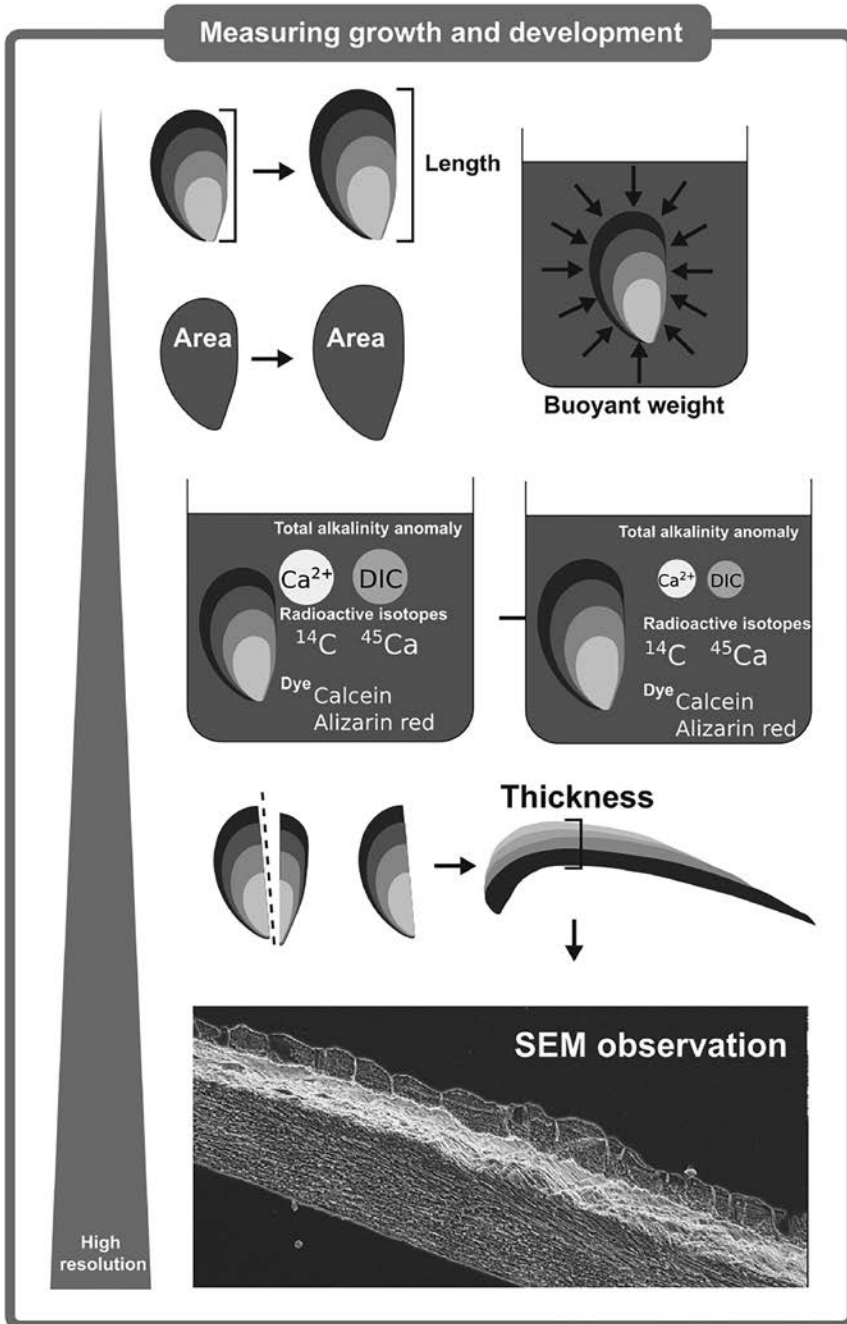 Measuring growth and development
Length
Area
Area
Buoyant weight
Total alkalinity anomaly
Ca²⁺
DIC
Radioactive isotopes
¹⁴C ⁴⁵Ca
Dye
Calcein
Alizarin red
Total alkalinity anomaly
Ca²⁺
DIC
Radioactive isotopes
¹⁴C ⁴⁵Ca
Dye
Calcein
Alizarin red
Thickness
SEM observation
High
resolution